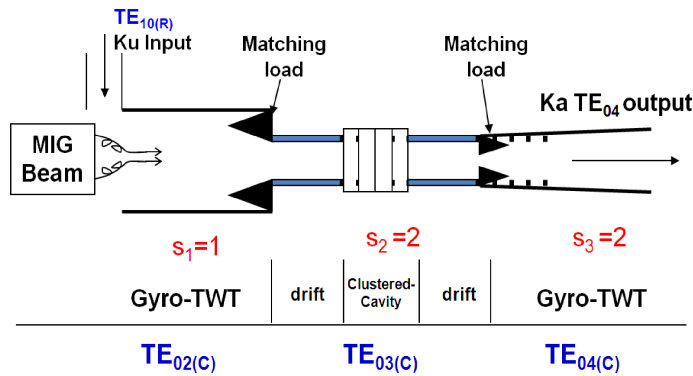 TE10(R)
Ku Input
Matching
load
Matching
load
Ka TE04 output
MIG
Beam
s1=1
s2=2
s3=2
Gyro-TWT
drift
Clustered-
Cavity
drift
Gyro-TWT
TE02(C)
TE03(C)
TE04(C)